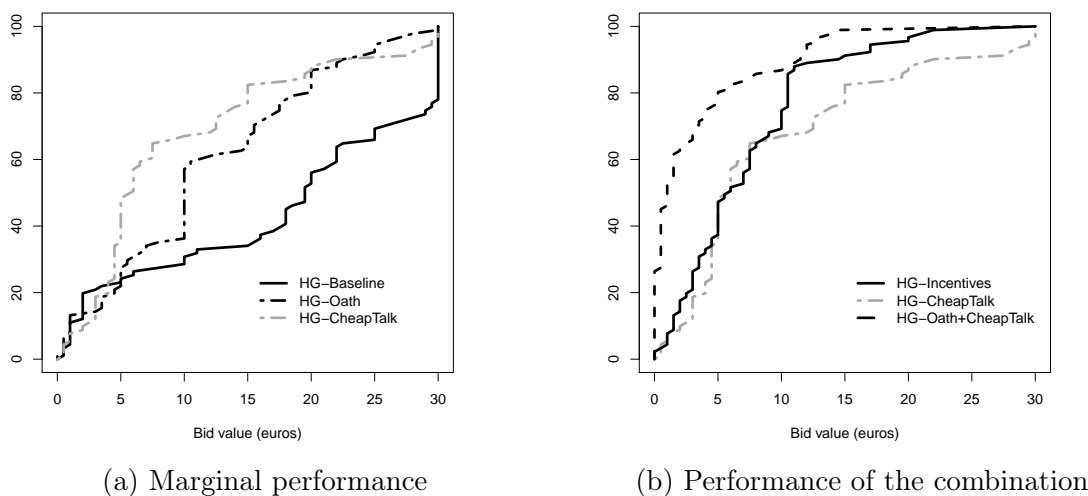 0
20
40
60
80
100
0 5 10 15 20 25 30
Bid value (euros)
HG−Baseline
HG−Oath
HG−CheapTalk
(a) Marginal performance
0
20
40
60
80
100
0 5 10 15 20 25 30
Bid value (euros)
HG−Incentives
HG−CheapTalk
HG−Oath+CheapTalk
(b) Performance of the combination